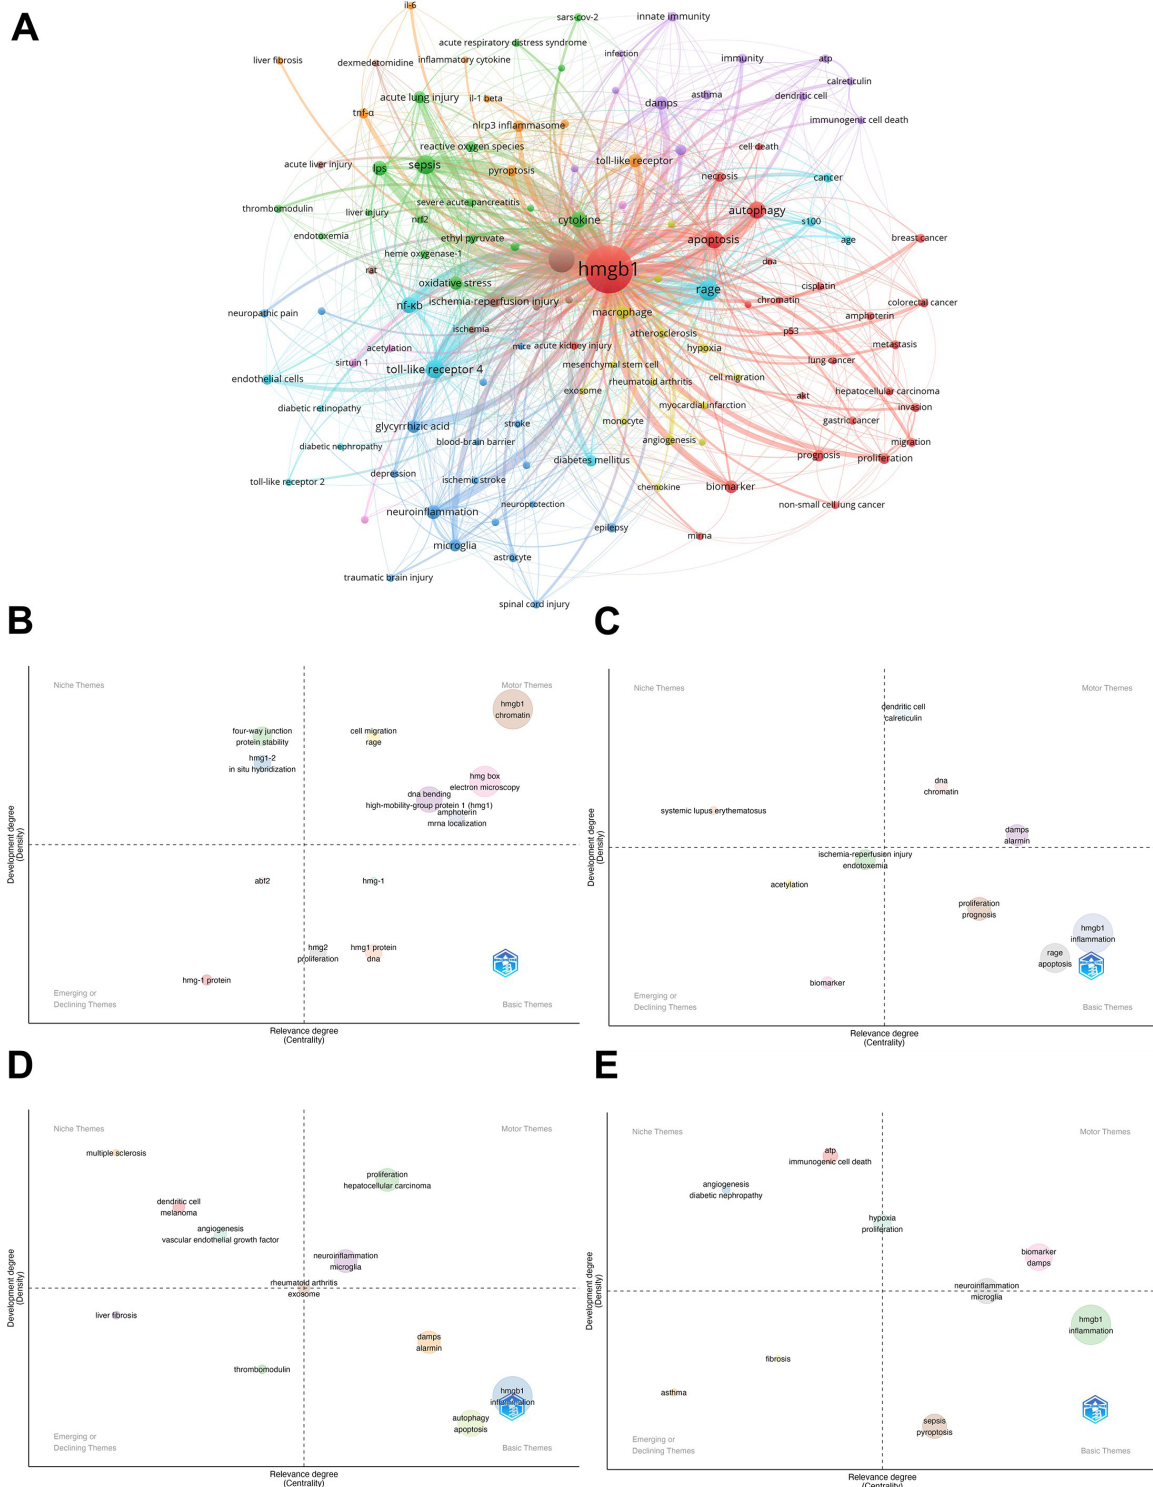 A
il-6
sars-cov-2
innate immunity
acute respiratory distress syndrome
infection
liver fibrosis
dexmedetomidine
inflammatory cytokine
immunity
atp
calreticulin
acute lung injury
il-1 beta
damps
asthma
dendritic cell
tnf-α
nlrp3 inflammasome
immunogenic cell death
reactive oxygen species
cell death
acute liver injury
lps
sepsis
pyroptosis
toll-like receptor
necrosis
cancer
thrombomodulin
liver injury
severe acute pancreatitis
nrf2
cytokine
autophagy
s100
endotoxemia
ethyl pyruvate
apoptosis
age
breast cancer
heme oxygenase-1
rat
hmgb1
dna
oxidative stress
rage
cisplatin
nf-κb
ischemia-reperfusion injury
chromatin
colorectal cancer
neuropathic pain
macrophage
amphoterin
ischemia
atherosclerosis
p53
acetylation
mice
acute kidney injury
hypoxia
metastasis
sirtuin 1
toll-like receptor 4
mesenchymal stem cell
lung cancer
endothelial cells
rheumatoid arthritis
cell migration
exosome
akt
hepatocellular carcinoma
diabetic retinopathy
myocardial infarction
invasion
glycyrrhizic acid
stroke
monocyte
gastric cancer
diabetic nephropathy
blood-brain barrier
angiogenesis
migration
diabetes mellitus
prognosis
proliferation
toll-like receptor 2
depression
ischemic stroke
chemokine
biomarker
neuroinflammation
neuroprotection
non-small cell lung cancer
epilepsy
mirna
microglia
astrocyte
traumatic brain injury
spinal cord injury
B
Niche Themes
Motor Themes
hmgb1
chromatin
four-way junction
protein stability
cell migration
rage
hmg1-2
in situ hybridization
hmg box
electron microscopy
dna bending
high-mobility-group protein 1 (hmg1)
amphoterin
mrna localization
abf2
hmg-1
hmg2
proliferation
hmg1 protein
dna
hmg-1 protein
Emerging or
Declining Themes
Basic Themes
Relevance degree
(Centrality)
Development degree
(Density)
C
Niche Themes
Motor Themes
dendritic cell
calreticulin
dna
chromatin
systemic lupus erythematosus
damps
alarmin
ischemia-reperfusion injury
endotoxemia
acetylation
proliferation
prognosis
hmgb1
inflammation
rage
apoptosis
biomarker
Emerging or
Declining Themes
Basic Themes
Relevance degree
(Centrality)
Development degree
(Density)
D
Niche Themes
Motor Themes
multiple sclerosis
proliferation
hepatocellular carcinoma
dendritic cell
melanoma
angiogenesis
vascular endothelial growth factor
neuroinflammation
microglia
rheumatoid arthritis
exosome
liver fibrosis
damps
alarmin
thrombomodulin
hmgb1
inflammation
autophagy
apoptosis
Emerging or
Declining Themes
Basic Themes
Relevance degree
(Centrality)
Development degree
(Density)
E
Niche Themes
Motor Themes
atp
immunogenic cell death
angiogenesis
diabetic nephropathy
hypoxia
proliferation
biomarker
damps
neuroinflammation
microglia
hmgb1
inflammation
fibrosis
asthma
sepsis
pyroptosis
Emerging or
Declining Themes
Basic Themes
Relevance degree
(Centrality)
Development degree
(Density)